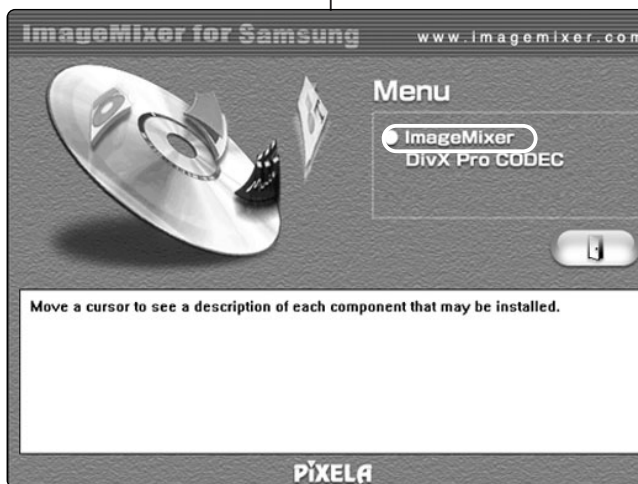 ImageMixer for Samsung
www.imagemixer.com
Menu
ImageMixer
DivX Pro CODEC
Move a cursor to see a description of each component that may be installed.
PIXELA